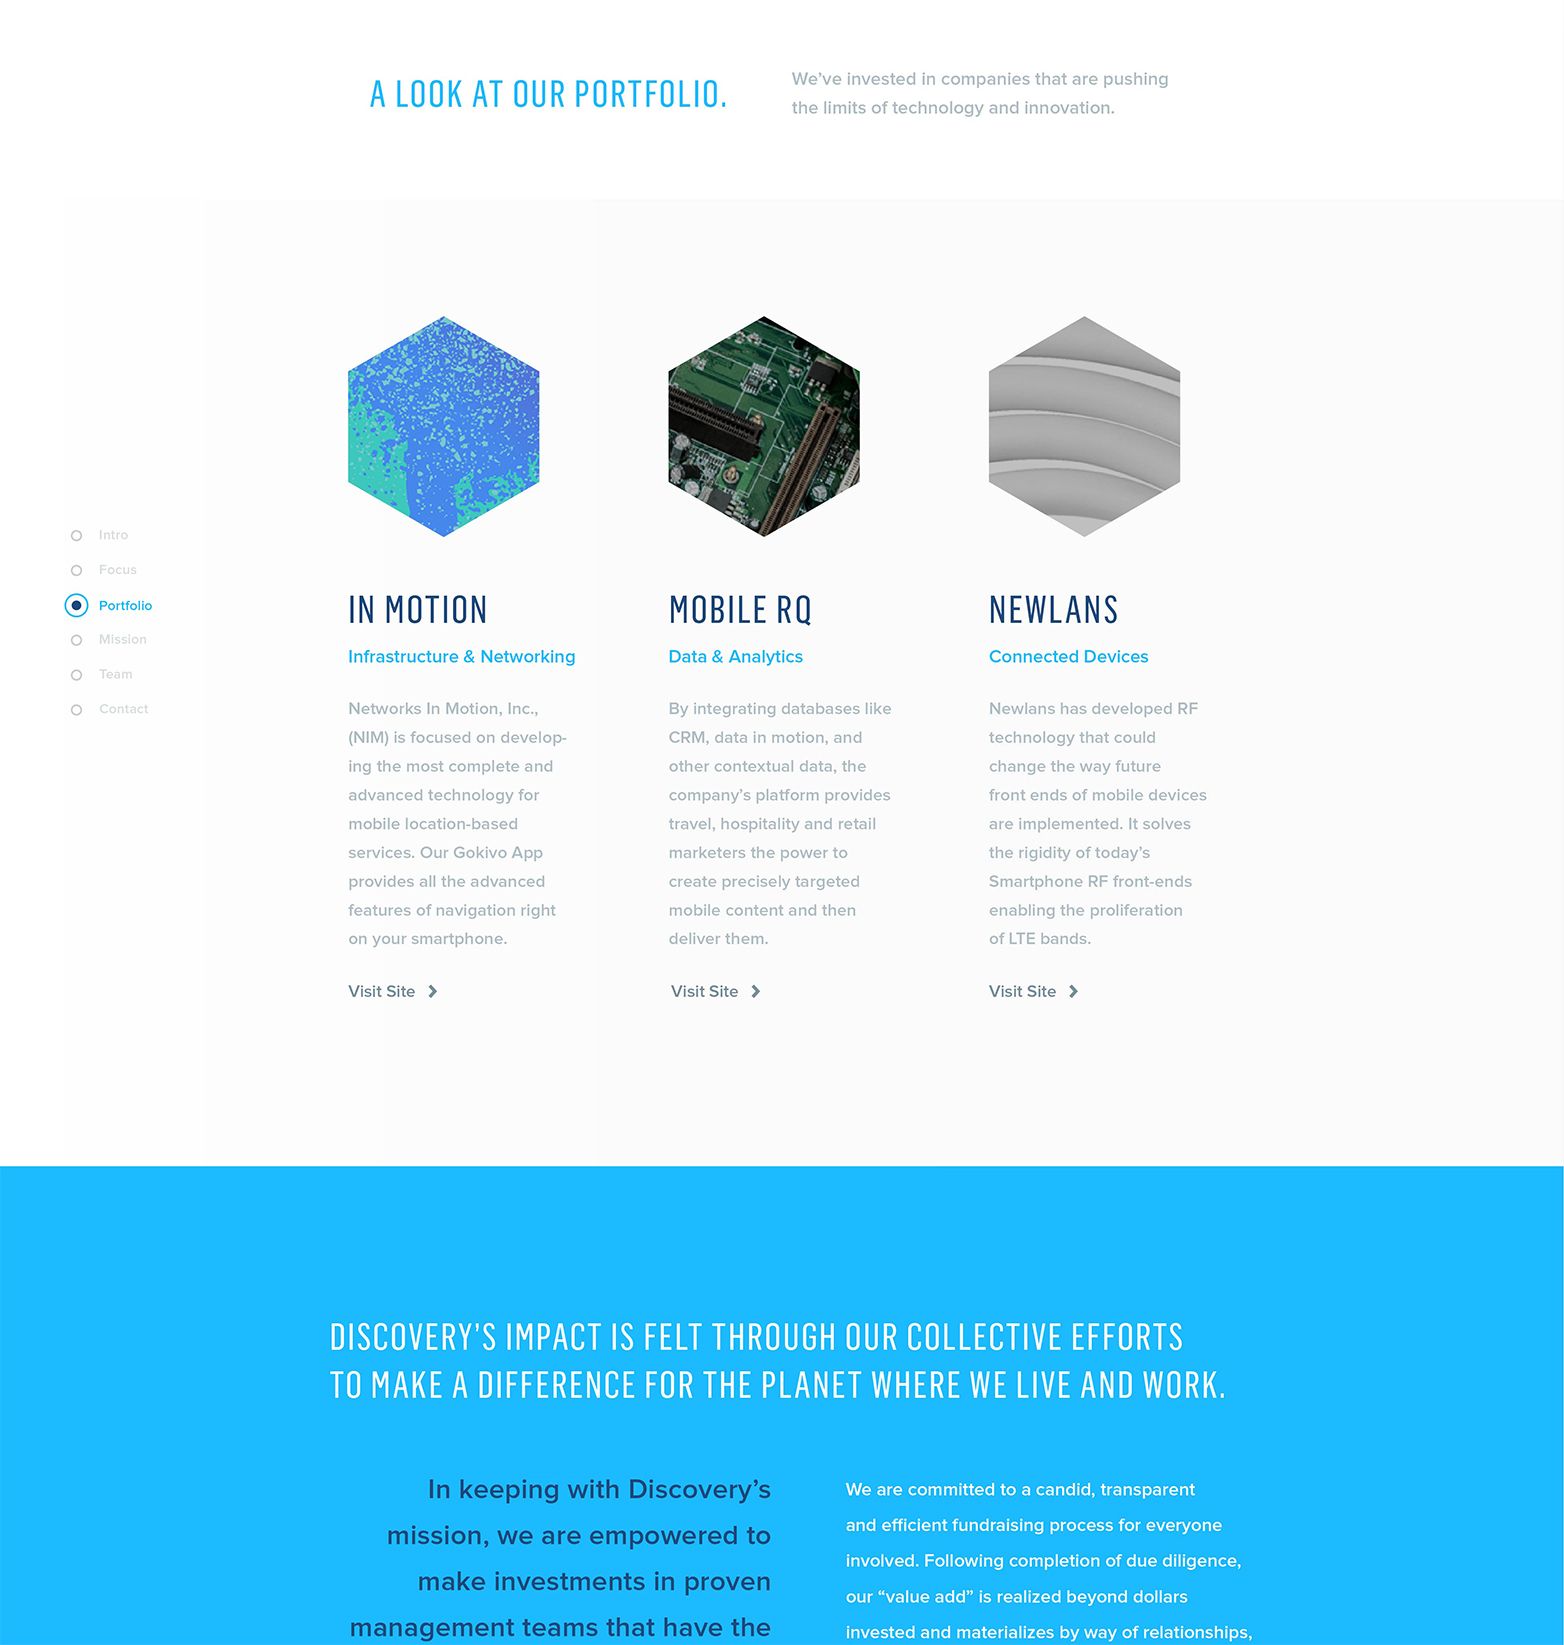 A LOOK AT OUR PORTFOLIO.
We've invested in companies that are pushing
the limits of technology and innovation.
Intro
Focus
Portfolio
Mission
Team
Contact
IN MOTION
Infrastructure & Networking
Networks In Motion, Inc.,
(NIM) is focused on develop-
ing the most complete and
advanced technology for
mobile location-based
services. Our Gokivo App
provides all the advanced
features of navigation right
on your smartphone.
Visit Site
MOBILE RQ
Data & Analytics
By integrating databases like
CRM, data in motion, and
other contextual data, the
company's platform provides
travel, hospitality and retail
marketers the power to
create precisely targeted
mobile content and then
deliver them.
Visit Site
NEWLANS
Connected Devices
Newlans has developed RF
technology that could
change the way future
front ends of mobile devices
are implemented. It solves
the rigidity of today's
Smartphone RF front-ends
enabling the proliferation
of LTE bands.
Visit Site
DISCOVERY'S IMPACT IS FELT THROUGH OUR COLLECTIVE EFFORTS
TO MAKE A DIFFERENCE FOR THE PLANET WHERE WE LIVE AND WORK.
In keeping with Discovery's
mission, we are empowered to
make investments in proven
management teams that have the
We are committed to a candid, transparent
and efficient fundraising process for everyone
involved. Following completion of due diligence,
our “value add” is realized beyond dollars
invested and materializes by way of relationships,